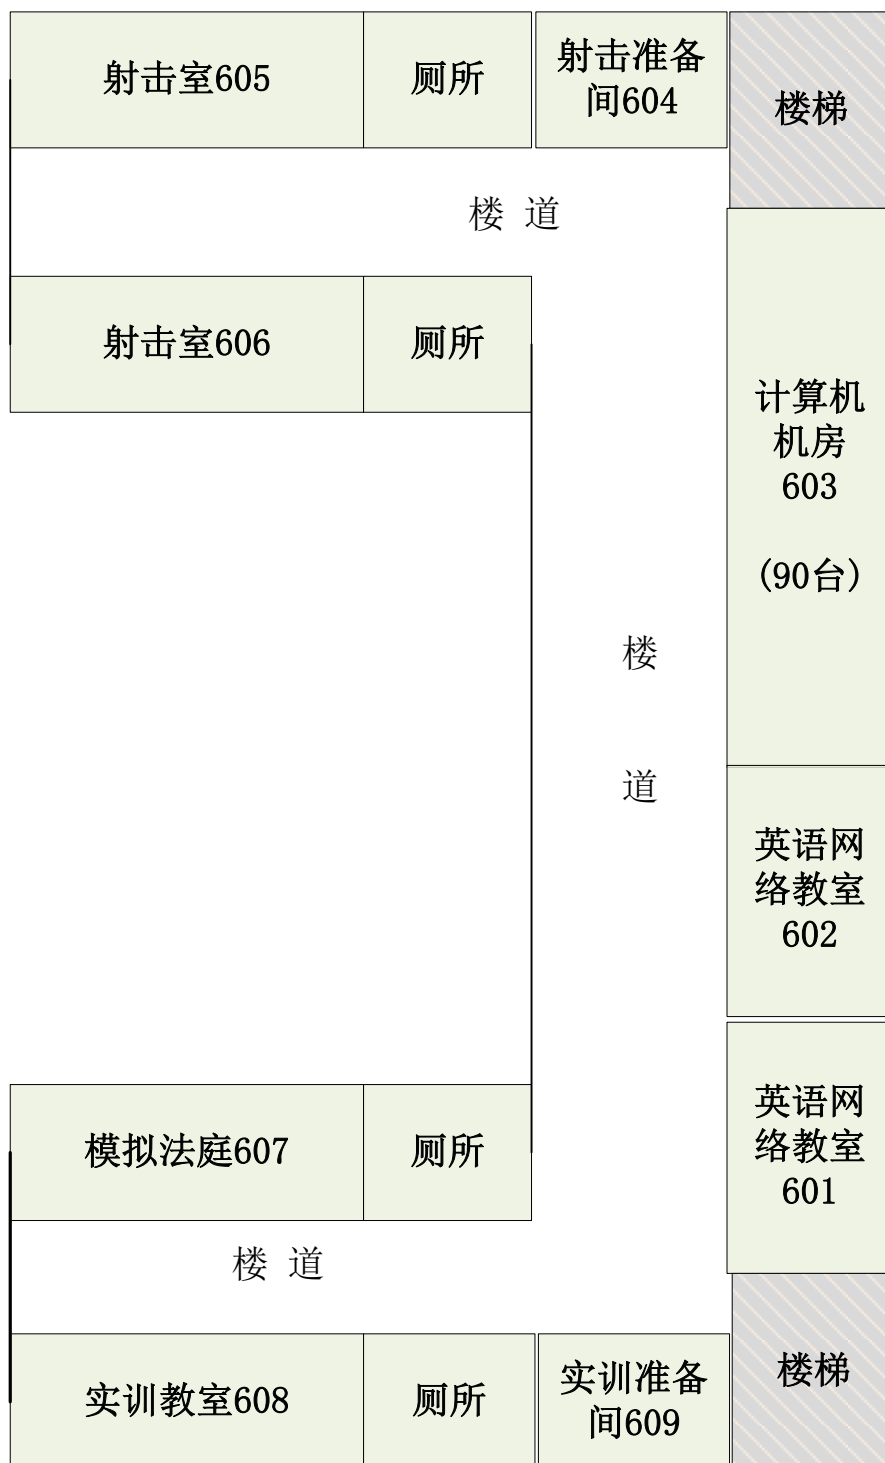 射击室605
厕所
射击准备
间604
楼梯
楼 道
射击室606
厕所
计算机
机房
603
(90台)
楼
道
英语网
络教室
602
模拟法庭607
厕所
英语网
络教室
601
楼 道
实训教室608
厕所
实训准备
间609
楼梯